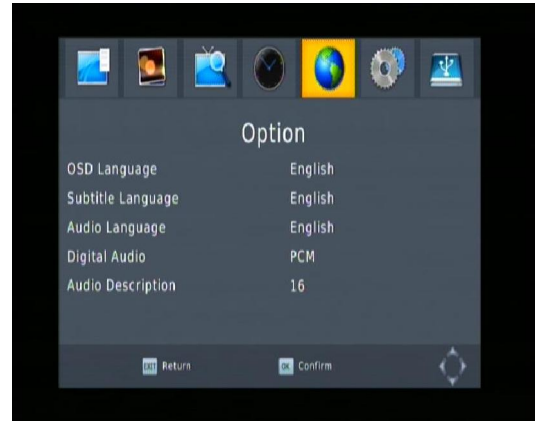 Option
OSD Language English
Subtitle Language English
Audio Language English
Digital Audio PCM
Audio Description 16
EXIT Return OK Confirm